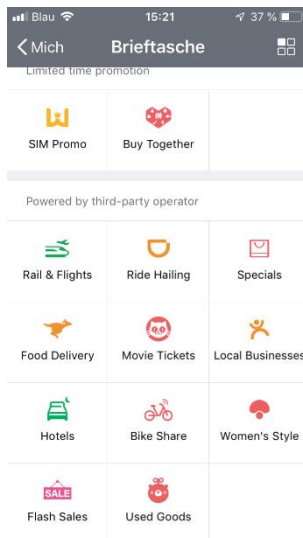 Blau 15:21 37 %
Mich Brieftasche
Limited time promotion
SIM Promo Buy Together
Powered by third-party operator
Rail & Flights Ride Hailing Specials
Food Delivery Movie Tickets Local Businesses
Hotels Bike Share Women's Style
SALE
Flash Sales Used Goods